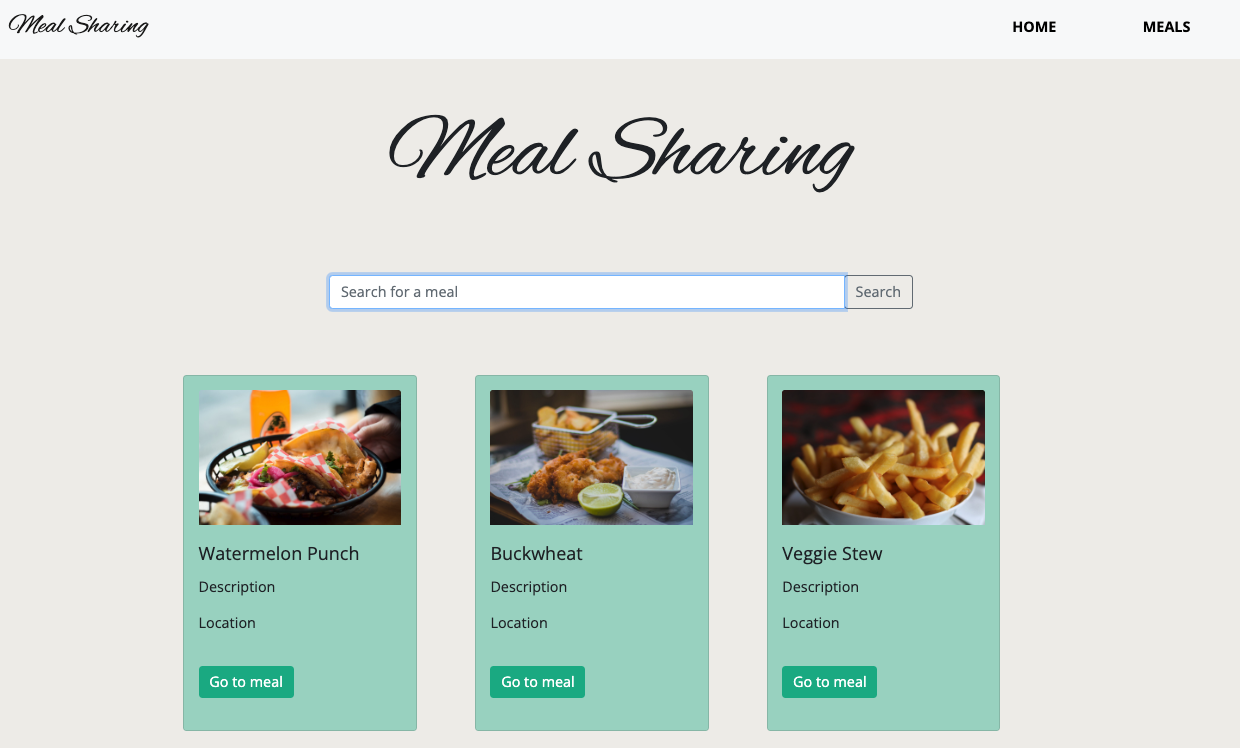 Meal Sharing
HOME
MEALS
Meal Sharing
Search for a meal
Search
Watermelon Punch
Description
Location
Go to meal
Buckwheat
Description
Location
Go to meal
Veggie Stew
Description
Location
Go to meal